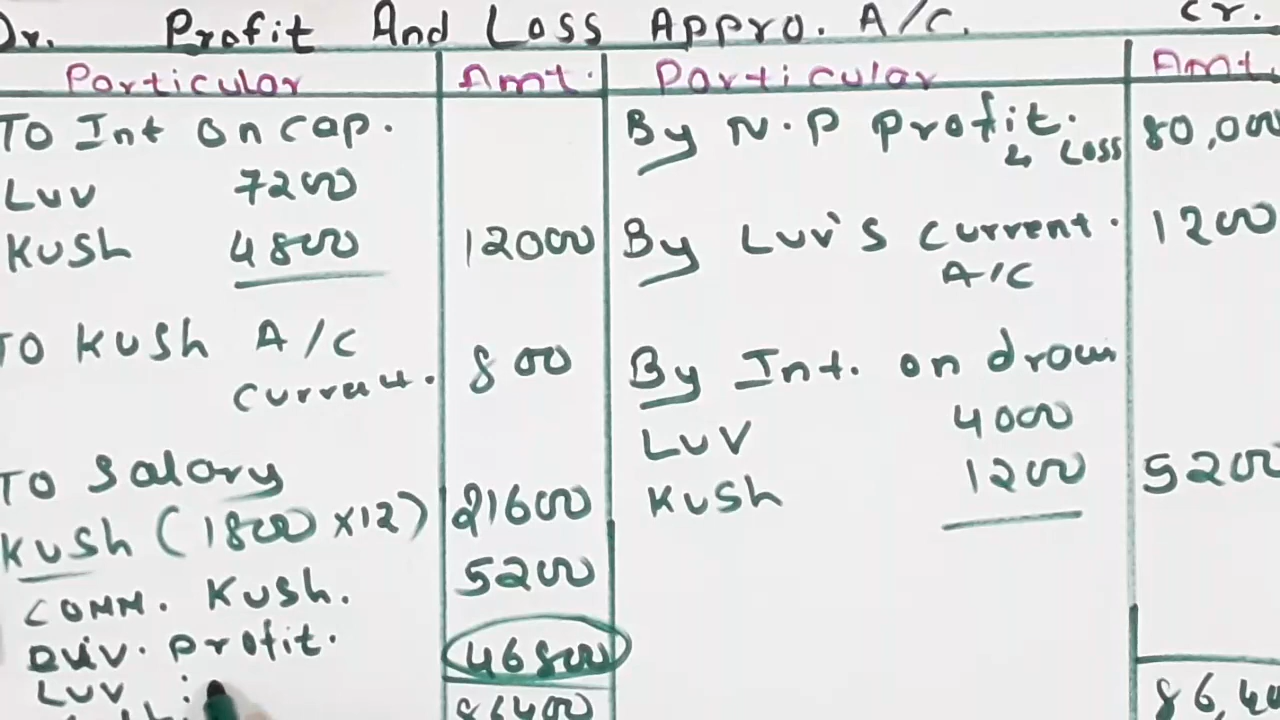 Dr. Profit And Loss Appro. A/C. Cr.
Particular Amt. Particular Amt.
To Int on cap. By N.P Profit. 80,000
& Loss
Luv 7200
Kush 4800 12000 By Luv's Current. 1200
A/C
To Kush A/C 800 By Int. on draw
Current.
Luv 4000
To Salary Kush 1200 5200
Kush (1800 x12) 21600
Comm. Kush. 5200
Div. Profit. 46800
Luv :
86400 86,40